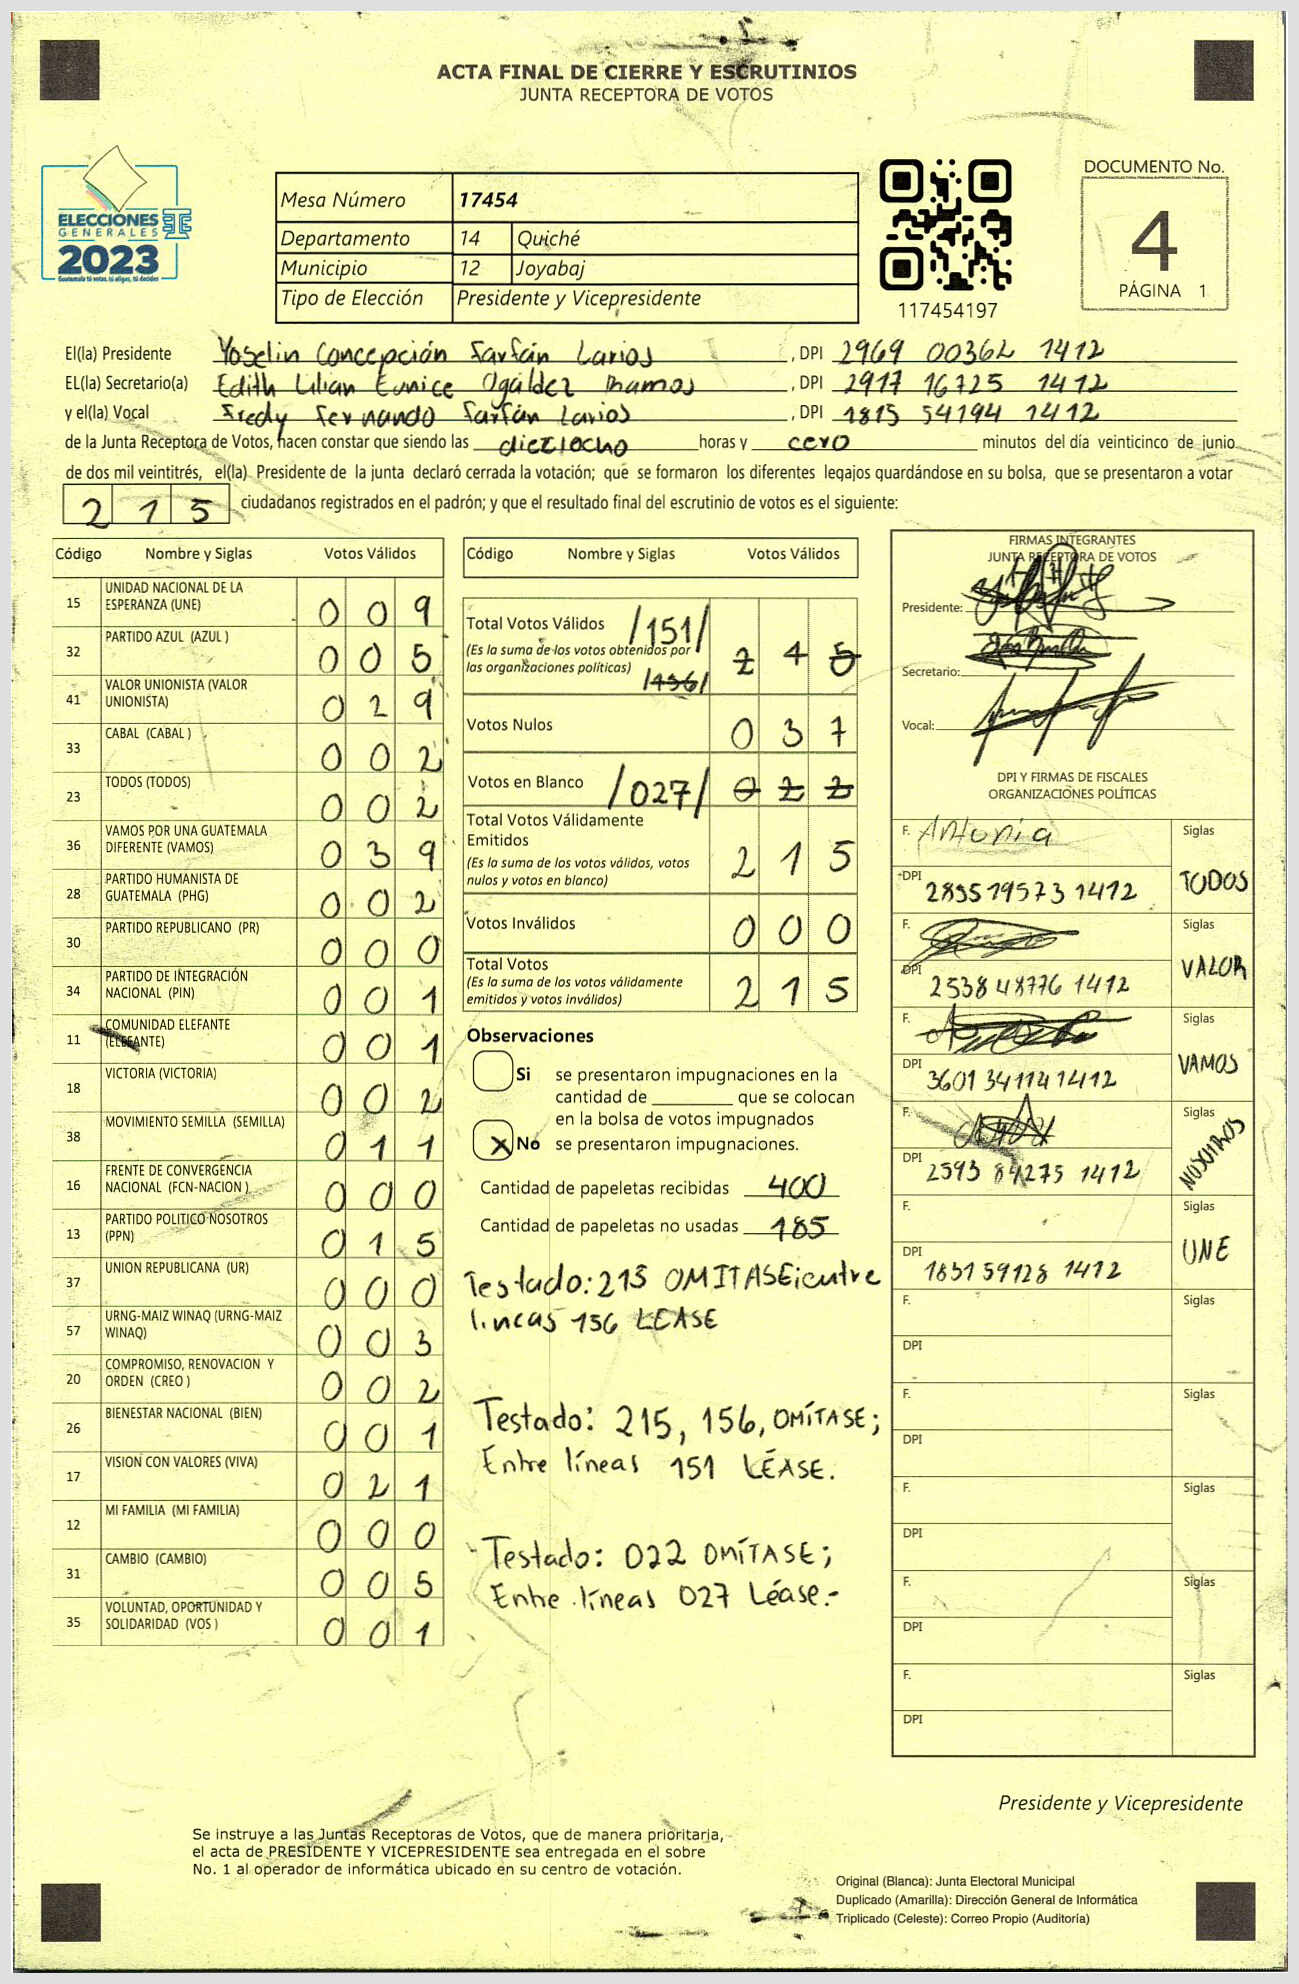 ACTA FINAL DE CIERRE Y ESCRUTINIOS
JUNTA RECEPTORA DE VOTOS
ELECCIONES
GENERALES
2023
Guatemala tú votas, tú eliges, tú decides
Mesa Número 17454
Departamento 14 Quiché
Municipio 12 Joyabaj
Tipo de Elección Presidente y Vicepresidente
117454197
DOCUMENTO No.
4
PÁGINA 1
El(la) Presidente Yoselin Concepción Farfán Larios, DPI 2969 00362 1412
EL(la) Secretario(a) Edith Lilian Eunice Ogáldez Ramos, DPI 2917 16725 1412
y el(la) Vocal Fredy Fernando Farfán Larios, DPI 1815 54194 1412
de la Junta Receptora de Votos, hacen constar que siendo las dieciocho horas y cero minutos del día veinticinco de junio
de dos mil veintitrés, el(la) Presidente de la junta declaró cerrada la votación; que se formaron los diferentes legajos guardándose en su bolsa, que se presentaron a votar
2 1 5 ciudadanos registrados en el padrón; y que el resultado final del escrutinio de votos es el siguiente:
Código Nombre y Siglas Votos Válidos
15 UNIDAD NACIONAL DE LA ESPERANZA (UNE) 0 0 9
32 PARTIDO AZUL (AZUL ) 0 0 5
41 VALOR UNIONISTA (VALOR UNIONISTA) 0 2 9
33 CABAL (CABAL ) 0 0 2
23 TODOS (TODOS) 0 0 2
36 VAMOS POR UNA GUATEMALA DIFERENTE (VAMOS) 0 3 9
28 PARTIDO HUMANISTA DE GUATEMALA (PHG) 0 0 2
30 PARTIDO REPUBLICANO (PR) 0 0 0
34 PARTIDO DE INTEGRACIÓN NACIONAL (PIN) 0 0 1
11 COMUNIDAD ELEFANTE (ELEFANTE) 0 0 1
18 VICTORIA (VICTORIA) 0 0 2
38 MOVIMIENTO SEMILLA (SEMILLA) 0 1 1
16 FRENTE DE CONVERGENCIA NACIONAL (FCN-NACION ) 0 0 0
13 PARTIDO POLITICO NOSOTROS (PPN) 0 1 5
37 UNION REPUBLICANA (UR) 0 0 0
57 URNG-MAIZ WINAQ (URNG-MAIZ WINAQ) 0 0 3
20 COMPROMISO, RENOVACION Y ORDEN (CREO ) 0 0 2
26 BIENESTAR NACIONAL (BIEN) 0 0 1
17 VISION CON VALORES (VIVA) 0 2 1
12 MI FAMILIA (MI FAMILIA) 0 0 0
31 CAMBIO (CAMBIO) 0 0 5
35 VOLUNTAD, OPORTUNIDAD Y SOLIDARIDAD (VOS ) 0 0 1
Código Nombre y Siglas Votos Válidos
Total Votos Válidos /151/
(Es la suma de los votos obtenidos por
las organizaciones políticas) /156/
Votos Nulos 0 3 7
Votos en Blanco /027/ 0 2 2
Total Votos Válidamente
Emitidos 2 1 5
(Es la suma de los votos válidos, votos
nulos y votos en blanco)
Votos Inválidos 0 0 0
Total Votos 2 1 5
(Es la suma de los votos válidamente
emitidos y votos inválidos)
Observaciones
Si se presentaron impugnaciones en la
cantidad de ________ que se colocan
en la bolsa de votos impugnados
X No se presentaron impugnaciones.
Cantidad de papeletas recibidas 400
Cantidad de papeletas no usadas 185
Testado: 215 OMITASE; entre
lineas 156 LEASE
Testado: 215, 156, OMÍTASE;
Entre líneas 151 LÉASE.
Testado: 022 OMÍTASE;
Entre líneas 027 Léase.-
FIRMAS INTEGRANTES
JUNTA RECEPTORA DE VOTOS
Presidente:
Secretario:
Vocal:
DPI Y FIRMAS DE FISCALES
ORGANIZACIONES POLÍTICAS
F. Antonia Siglas
DPI 2835 19573 1412 TODOS
F. Siglas
DPI 2538 48776 1412 VALOR
F. Siglas
DPI 3601 34114 1412 VAMOS
F. Siglas
DPI 2593 84275 1412 NOSOTROS
F. Siglas
DPI 1831 59128 1412 UNE
F. Siglas
DPI
F. Siglas
DPI
F. Siglas
DPI
F. Siglas
DPI
F. Siglas
DPI
Presidente y Vicepresidente
Se instruye a las Juntas Receptoras de Votos, que de manera prioritaria,
el acta de PRESIDENTE Y VICEPRESIDENTE sea entregada en el sobre
No. 1 al operador de informática ubicado en su centro de votación.
Original (Blanca): Junta Electoral Municipal
Duplicado (Amarilla): Dirección General de Informática
Triplicado (Celeste): Correo Propio (Auditoría)